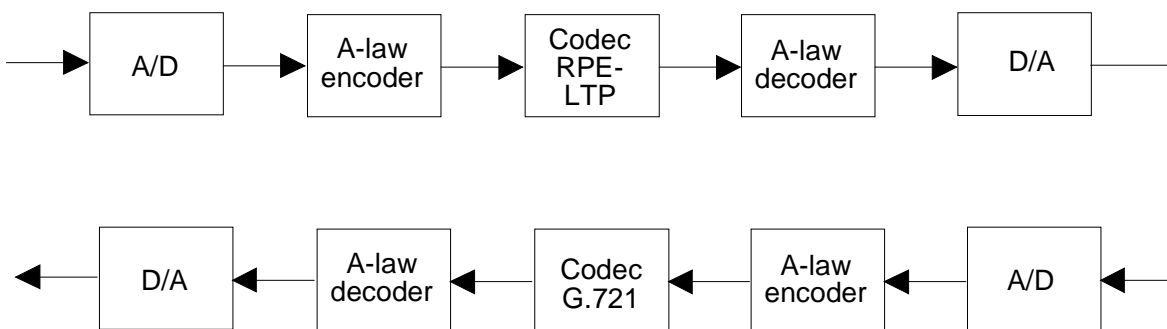 A/D
A-law
encoder
Codec
RPE-
LTP
A-law
decoder
D/A
D/A
A-law
decoder
Codec
G.721
A-law
encoder
A/D